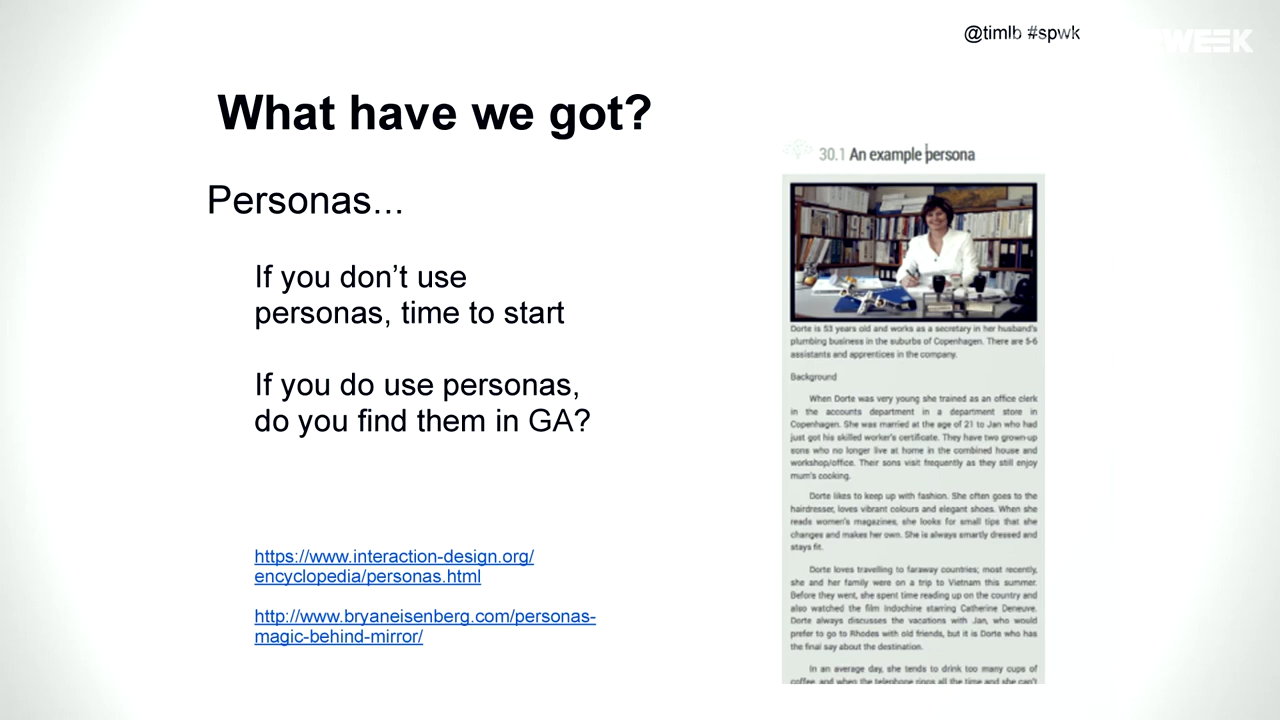 @timlb #spwk
WEEK
What have we got?
Personas...
If you don't use
personas, time to start
If you do use personas,
do you find them in GA?
https://www.interaction-design.org/
encyclopedia/personas.html
http://www.bryaneisenberg.com/personas-
magic-behind-mirror/
30.1 An example persona
Dorte is 53 years old and works as a secretary in her husband's
plumbing business in the suburbs of Copenhagen. There are 5-6
assistants and apprentices in the company.
Background
When Dorte was very young she trained as an office clerk
in the accounts department in a department store in
Copenhagen. She was married at the age of 21 to Jan who had
just got his skilled worker's certificate. They have two grown-up
sons who no longer live at home in the combined house and
workshop/office. Their sons visit frequently as they still enjoy
mum's cooking.
Dorte likes to keep up with fashion. She often goes to the
hairdresser, loves vibrant colours and elegant shoes. When she
reads women's magazines, she looks for small tips that she
changes and makes her own. She is always smartly dressed and
stays fit.
Dorte loves travelling to faraway countries; most recently,
she and her family were on a trip to Vietnam this summer.
Before they went, she spent time reading up on the country and
also watched the film Indochine starring Catherine Deneuve.
Dorte always discusses the vacations with Jan, who would
prefer to go to Rhodes with old friends, but it is Dorte who has
the final say about the destination.
In an average day, she tends to drink too many cups of
coffee, and when the telephone rings all the time and she can't